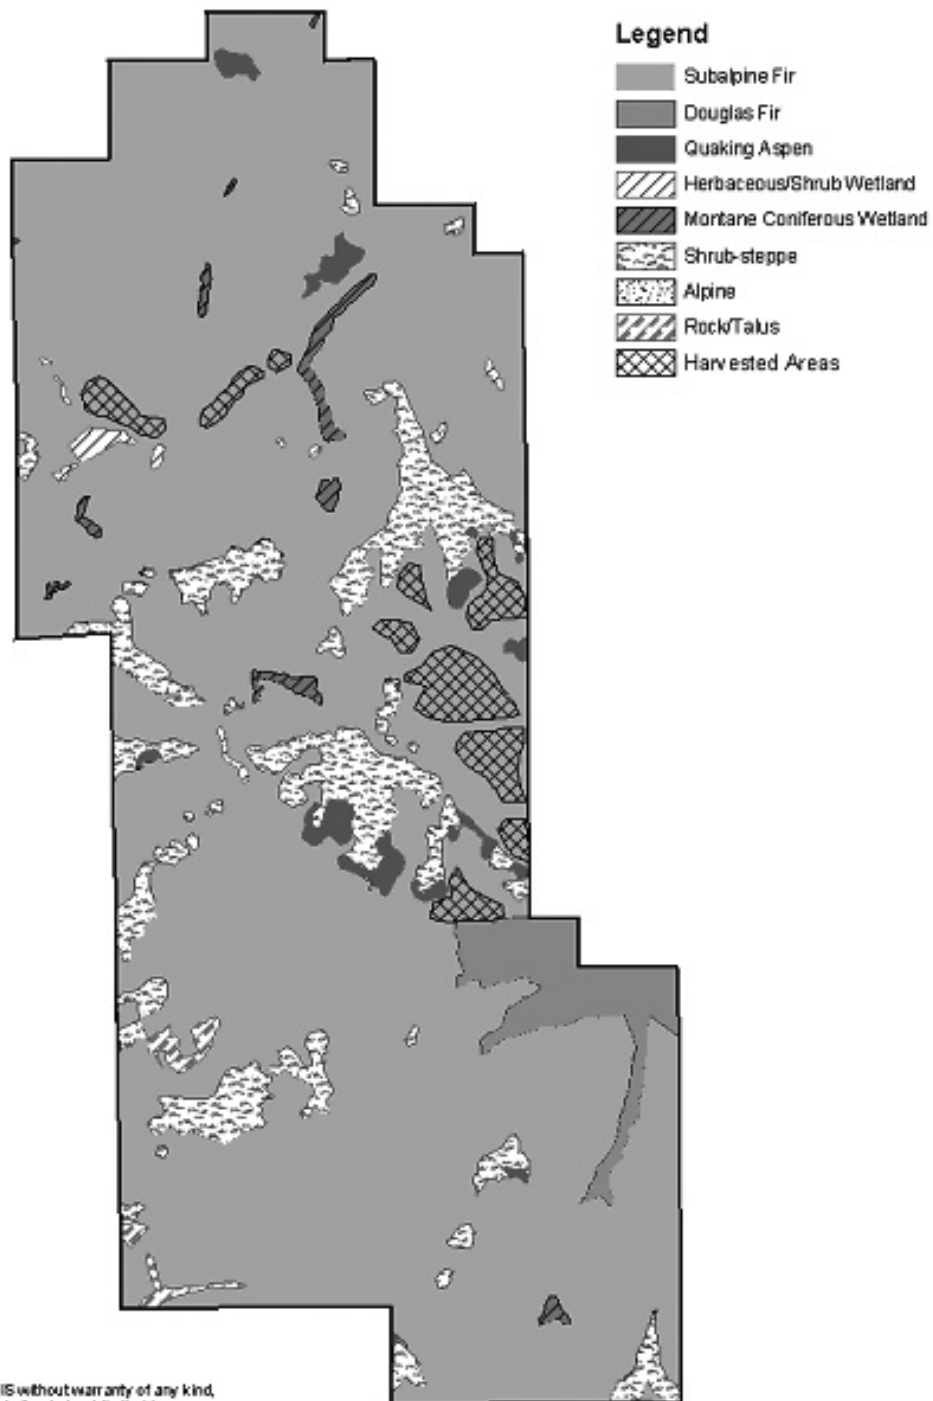 Legend
Subalpine Fir
Douglas Fir
Quaking Aspen
Herbaceous/Shrub Wetland
Montane Coniferous Wetland
Shrub-steppe
Alpine
Rock/Talus
Harvested Areas
IS without warranty of any kind,